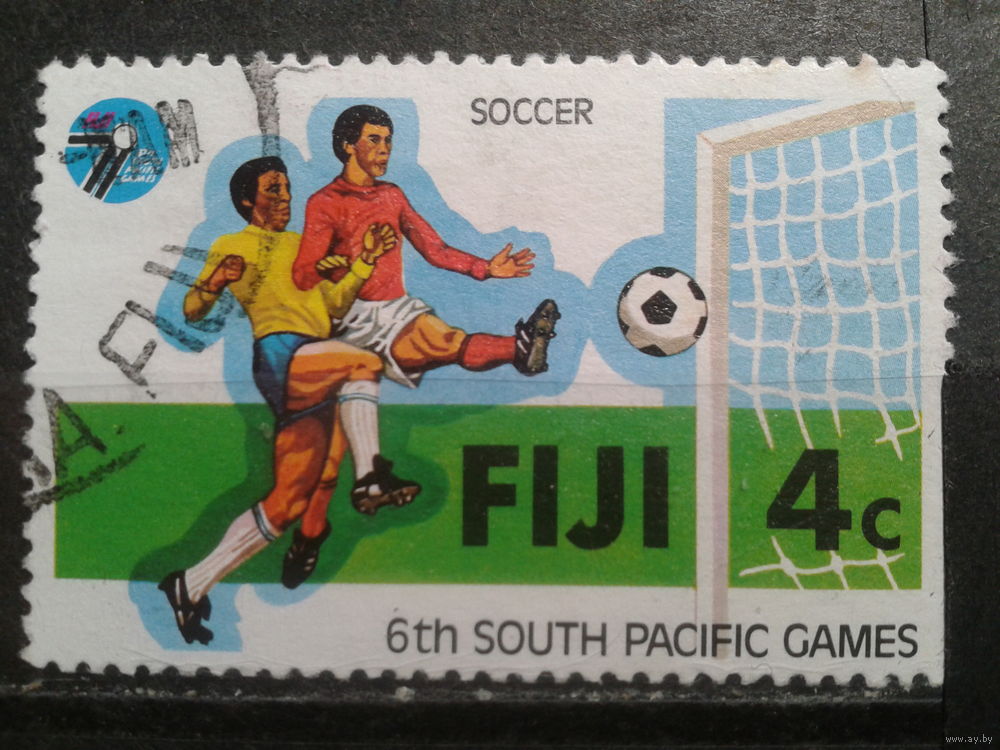 SOCCER
FIJI 4c
6th SOUTH PACIFIC GAMES
www.ay.by